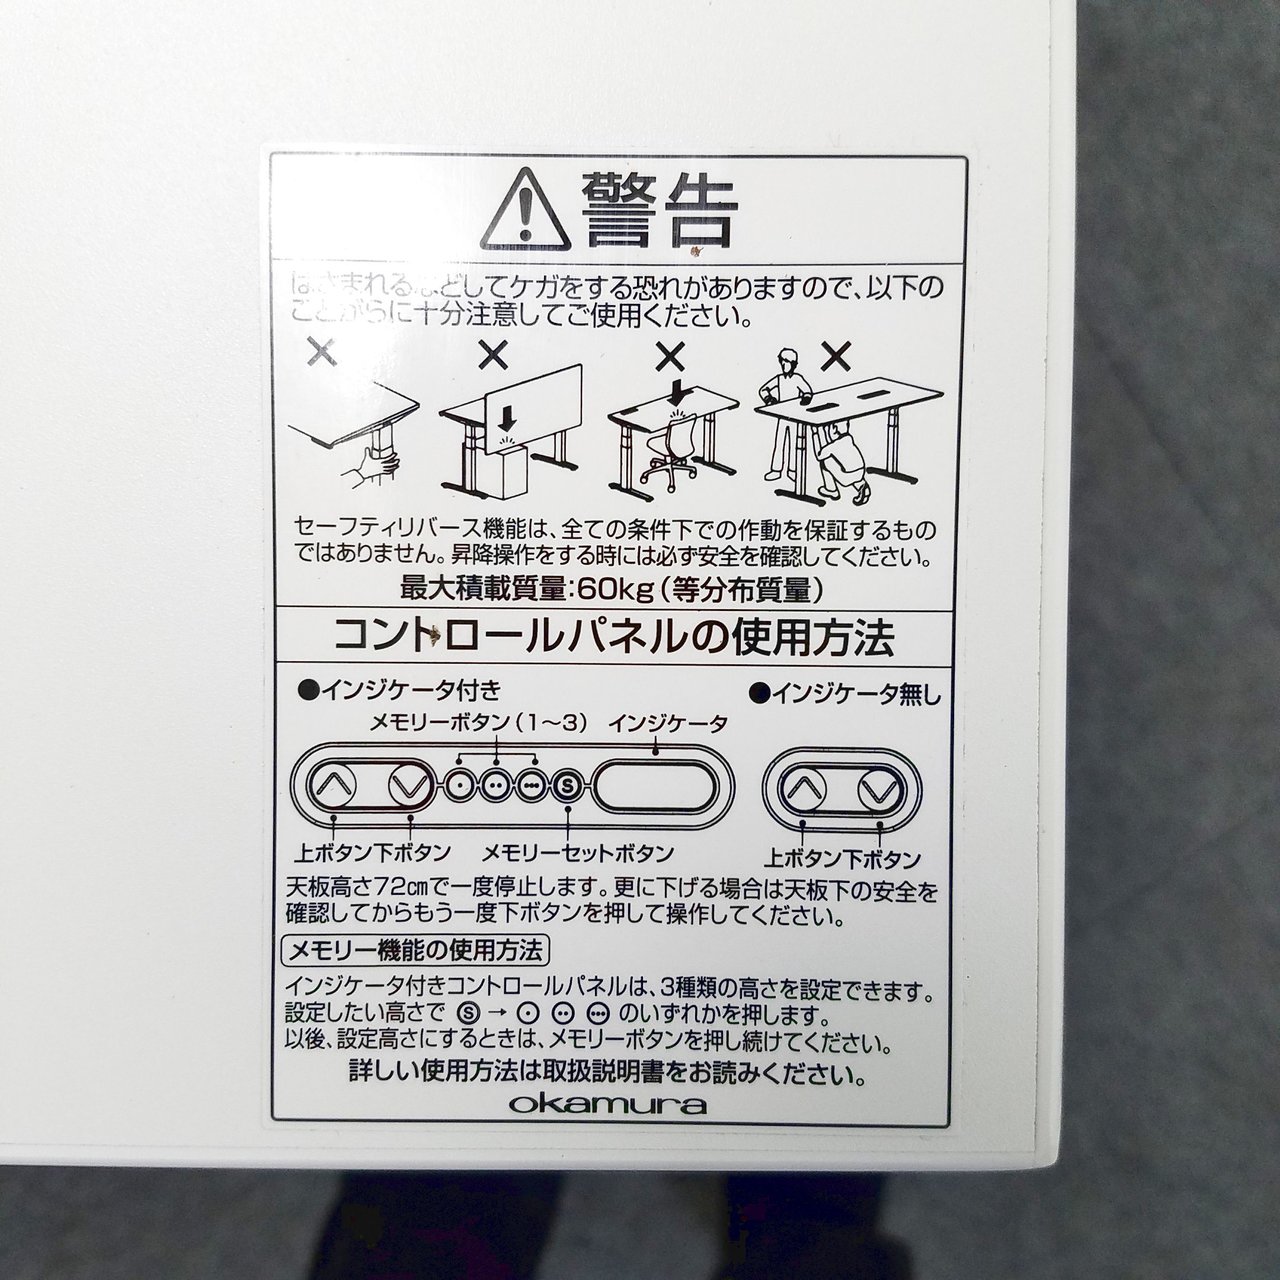 警告
はさまれるなどしてケガをする恐れがありますので、以下の
ことがらに十分注意してご使用ください。
セーフティリバース機能は、全ての条件下での作動を保証するもの
ではありません。昇降操作をする時には必ず安全を確認してください。
最大積載質量:60kg(等分布質量)
コントロールパネルの使用方法
●インジケータ付き
●インジケータ無し
メモリーボタン(1〜3) インジケータ
S
上ボタン下ボタン メモリーセットボタン
上ボタン下ボタン
天板高さ72㎝で一度停止します。更に下げる場合は天板下の安全を
確認してからもう一度下ボタンを押して操作してください。
メモリー機能の使用方法
インジケータ付きコントロールパネルは、3種類の高さを設定できます。
設定したい高さで Ⓢ → ⊙ のいずれかを押します。
以後、設定高さにするときは、メモリーボタンを押し続けてください。
詳しい使用方法は取扱説明書をお読みください。
okamura